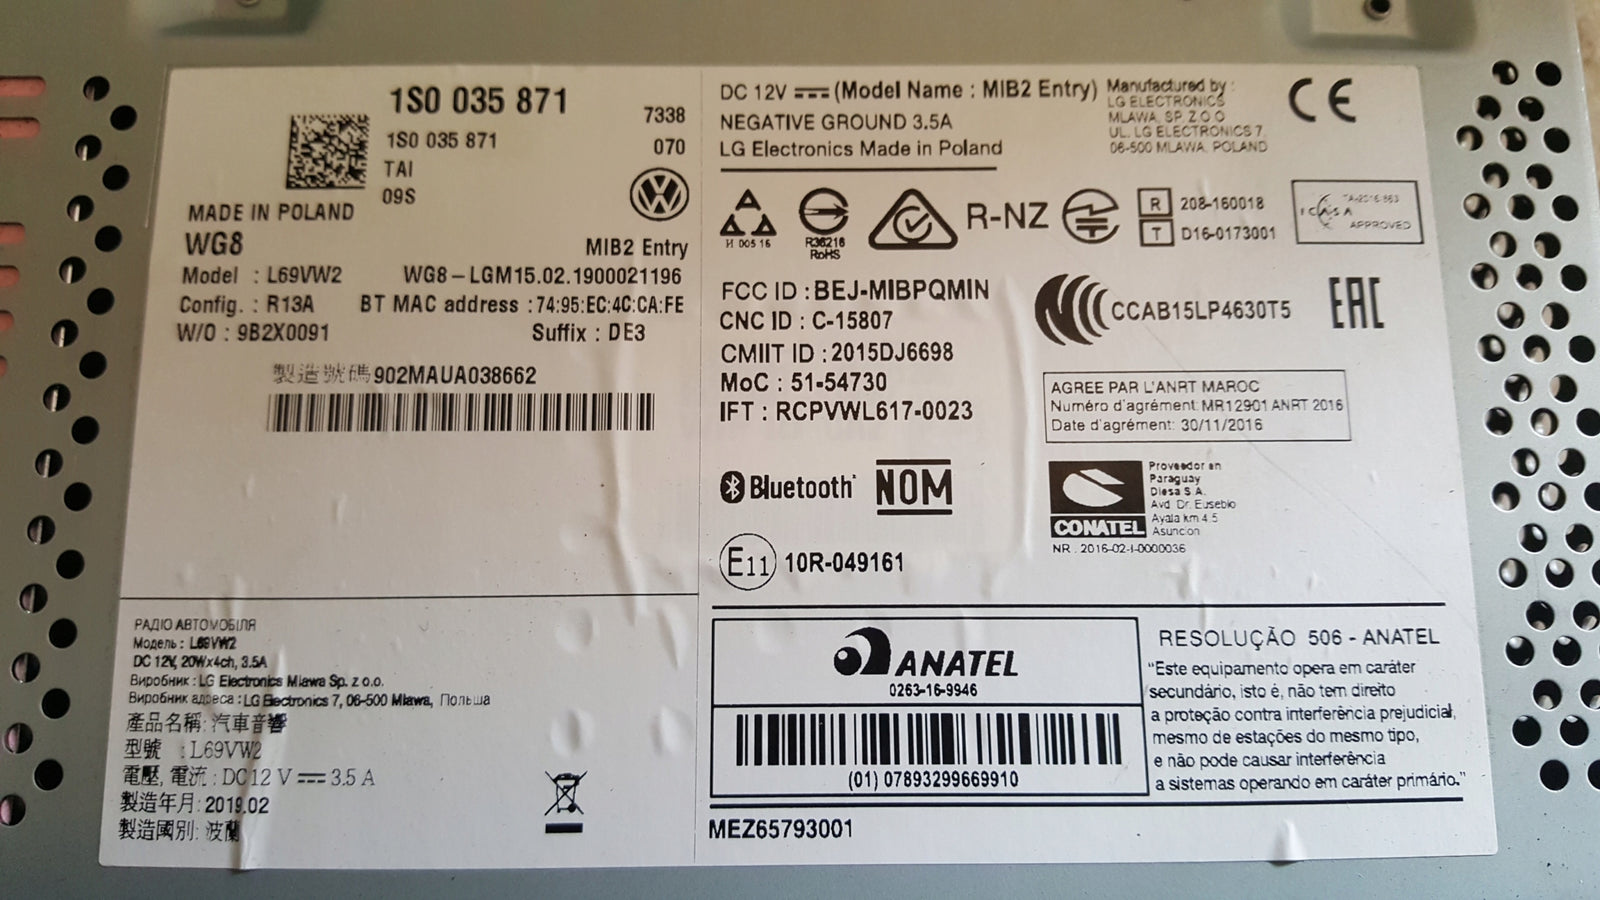 1S0 035 871
1S0 035 871
TAI
09S
7338
070
MADE IN POLAND
WG8
MIB2 Entry
Model : L69VW2 WG8-LGM15.02.1900021196
Config. : R13A BT MAC address : 74:95:EC:4C:CA:FE
W/O : 9B2X0091 Suffix : DE3
製造號碼 902MAUA038662
РАДІО АВТОМОБІЛЯ
Модель : L69VW2
DC 12V, 20Wx4ch, 3.5A
Виробник : LG Electronics Mlawa Sp. z o.o.
Виробник адреса : LG Electronics 7, 06-500 Mlawa, Польша
產品名稱: 汽車音響
型號 : L69VW2
電壓, 電流 : DC12 V 3.5 A
製造年月: 2019.02
製造國別: 波蘭
DC 12V (Model Name : MIB2 Entry)
NEGATIVE GROUND 3.5A
LG Electronics Made in Poland
Manufactured by :
LG ELECTRONICS
MLAWA, SP. Z.O.O
UL. LG ELECTRONICS 7,
06-500 MLAWA, POLAND
CE
H 005 16
R36216
RoHS
R-NZ
R 208-160018
T D16-0173001
ICASA
TA-2016-863
APPROVED
FCC ID : BEJ-MIBPQMIN
CNC ID : C-15807
CMIIT ID : 2015DJ6698
MoC : 51-54730
IFT : RCPVWL617-0023
CCAB15LP4630T5
EAC
AGREE PAR L'ANRT MAROC
Numéro d'agrément: MR12901 ANRT 2016
Date d'agrément: 30/11/2016
Bluetooth
NOM
CONATEL
Proveedor en
Paraguay
Diesa S.A.
Avd. Dr. Eusebio
Ayala km 4.5
Asuncion
NR : 2016-02-I-0000036
E11 10R-049161
ANATEL
0263-16-9946
(01) 07893299669910
RESOLUÇÃO 506 - ANATEL
“Este equipamento opera em caráter
secundário, isto é, não tem direito
a proteção contra interferência prejudicial,
mesmo de estações do mesmo tipo,
e não pode causar interferência
a sistemas operando em caráter primário.”
MEZ65793001